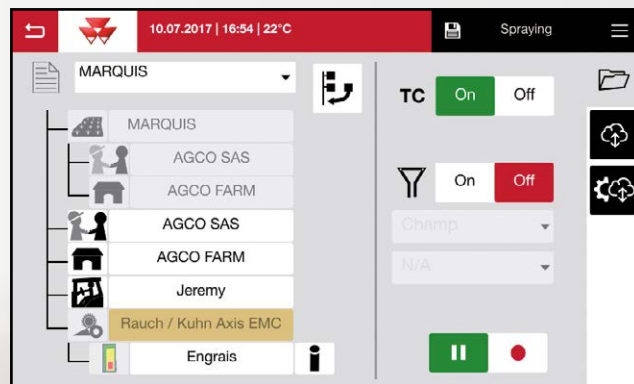 10.07.2017 | 16:54 | 22°C
Spraying
MARQUIS
MARQUIS
AGCO SAS
AGCO FARM
AGCO SAS
AGCO FARM
Jeremy
Rauch / Kuhn Axis EMC
Engrais
TC On Off
On Off
Champ
N/A